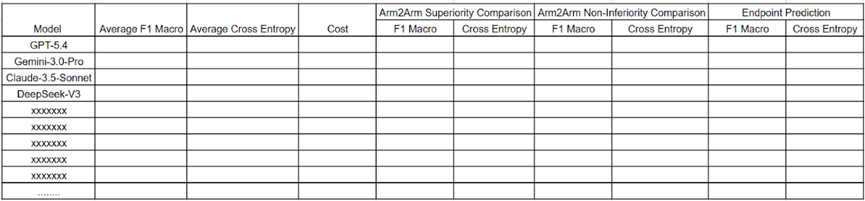 Model Average F1 Macro Average Cross Entropy Cost Arm2Arm Superiority Comparison Arm2Arm Non-Inferiority Comparison Endpoint Prediction
F1 Macro Cross Entropy F1 Macro Cross Entropy F1 Macro Cross Entropy
GPT-5.4
Gemini-3.0-Pro
Claude-3.5-Sonnet
DeepSeek-V3
xxxxxxx
xxxxxxx
xxxxxxx
xxxxxxx
xxxxxxx
........